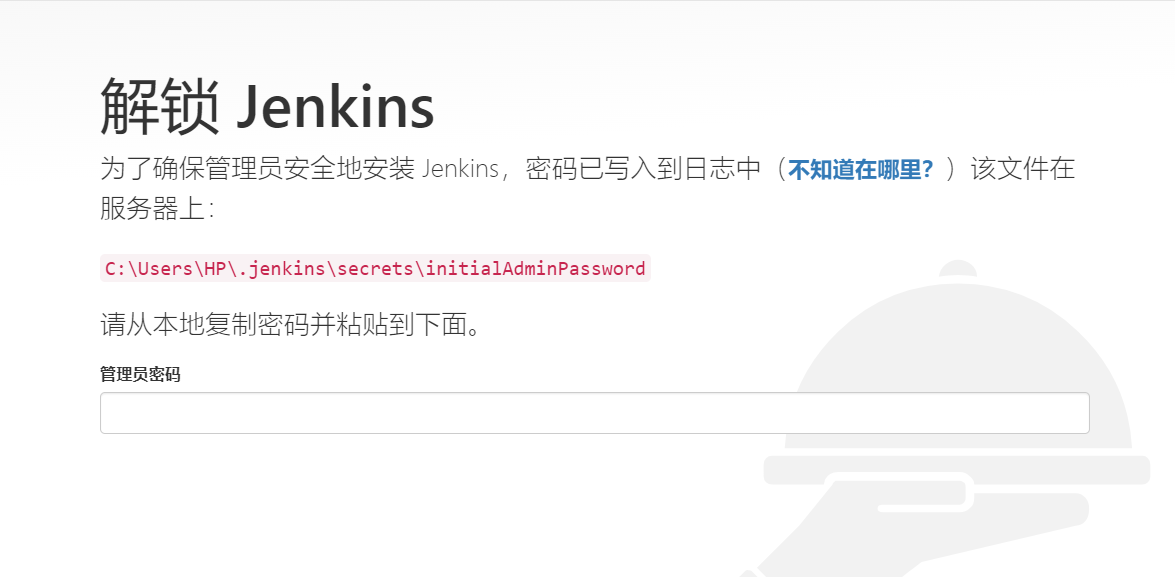 解锁 Jenkins
为了确保管理员安全地安装 Jenkins，密码已写入到日志中（不知道在哪里？）该文件在
服务器上：
C:\Users\HP\.jenkins\secrets\initialAdminPassword
请从本地复制密码并粘贴到下面。
管理员密码